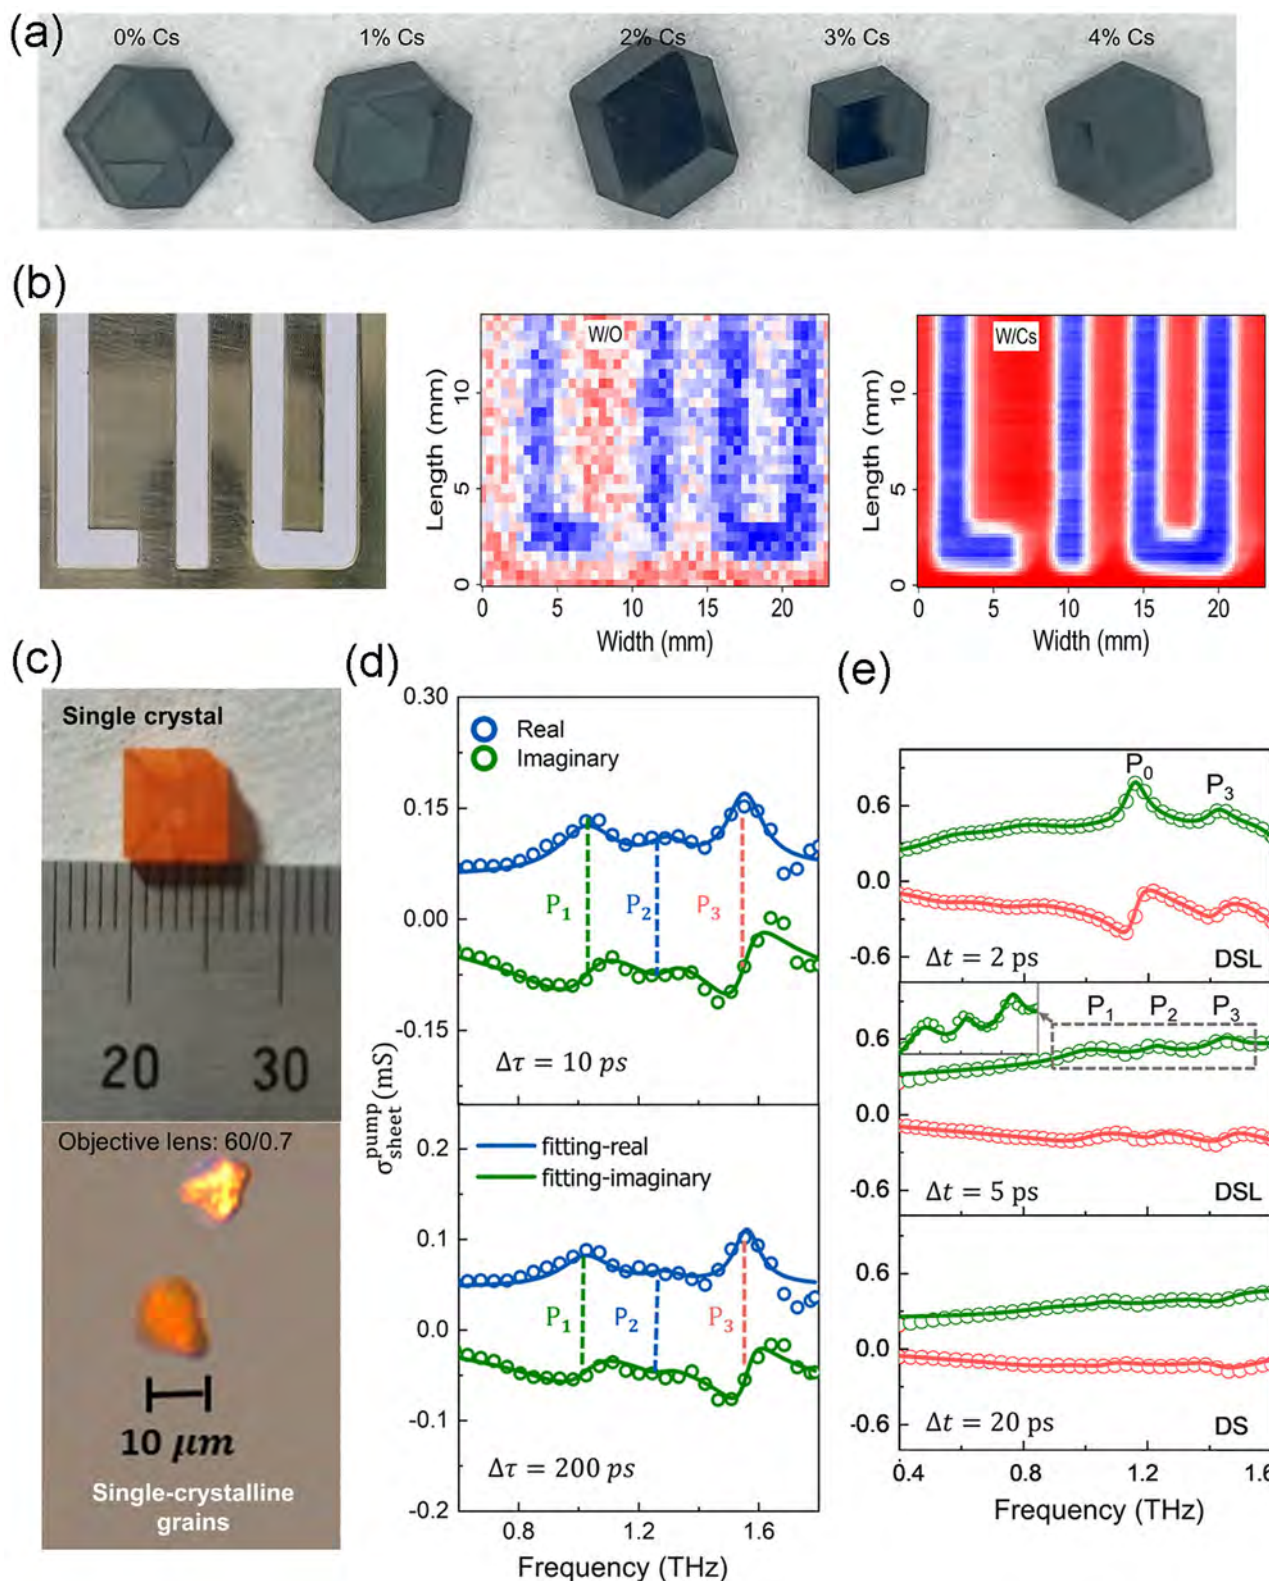 (a)
0% Cs 1% Cs 2% Cs 3% Cs 4% Cs
(b)
W/O
Length (mm)
0 5 10
0 5 10 15 20
Width (mm)
W/Cs
Length (mm)
0 5 10
0 5 10 15 20
Width (mm)
(c)
Single crystal
20 30
Objective lens: 60/0.7
10 μm
Single-crystalline
grains
(d)
0.30
0.15
0.00
-0.15
Real
Imaginary
P₁ P₂ P₃
Δτ = 10 ps
σ_sheet^pump (mS)
0.2
0.1
0.0
-0.1
-0.2
fitting-real
fitting-imaginary
P₁ P₂ P₃
Δτ = 200 ps
0.8 1.2 1.6
Frequency (THz)
(e)
0.6
0.0
-0.6
P₀ P₃
Δt = 2 ps DSL
0.6
0.0
-0.6
P₁ P₂ P₃
Δt = 5 ps DSL
0.6
0.0
-0.6
Δt = 20 ps DS
0.4 0.8 1.2 1.6
Frequency (THz)